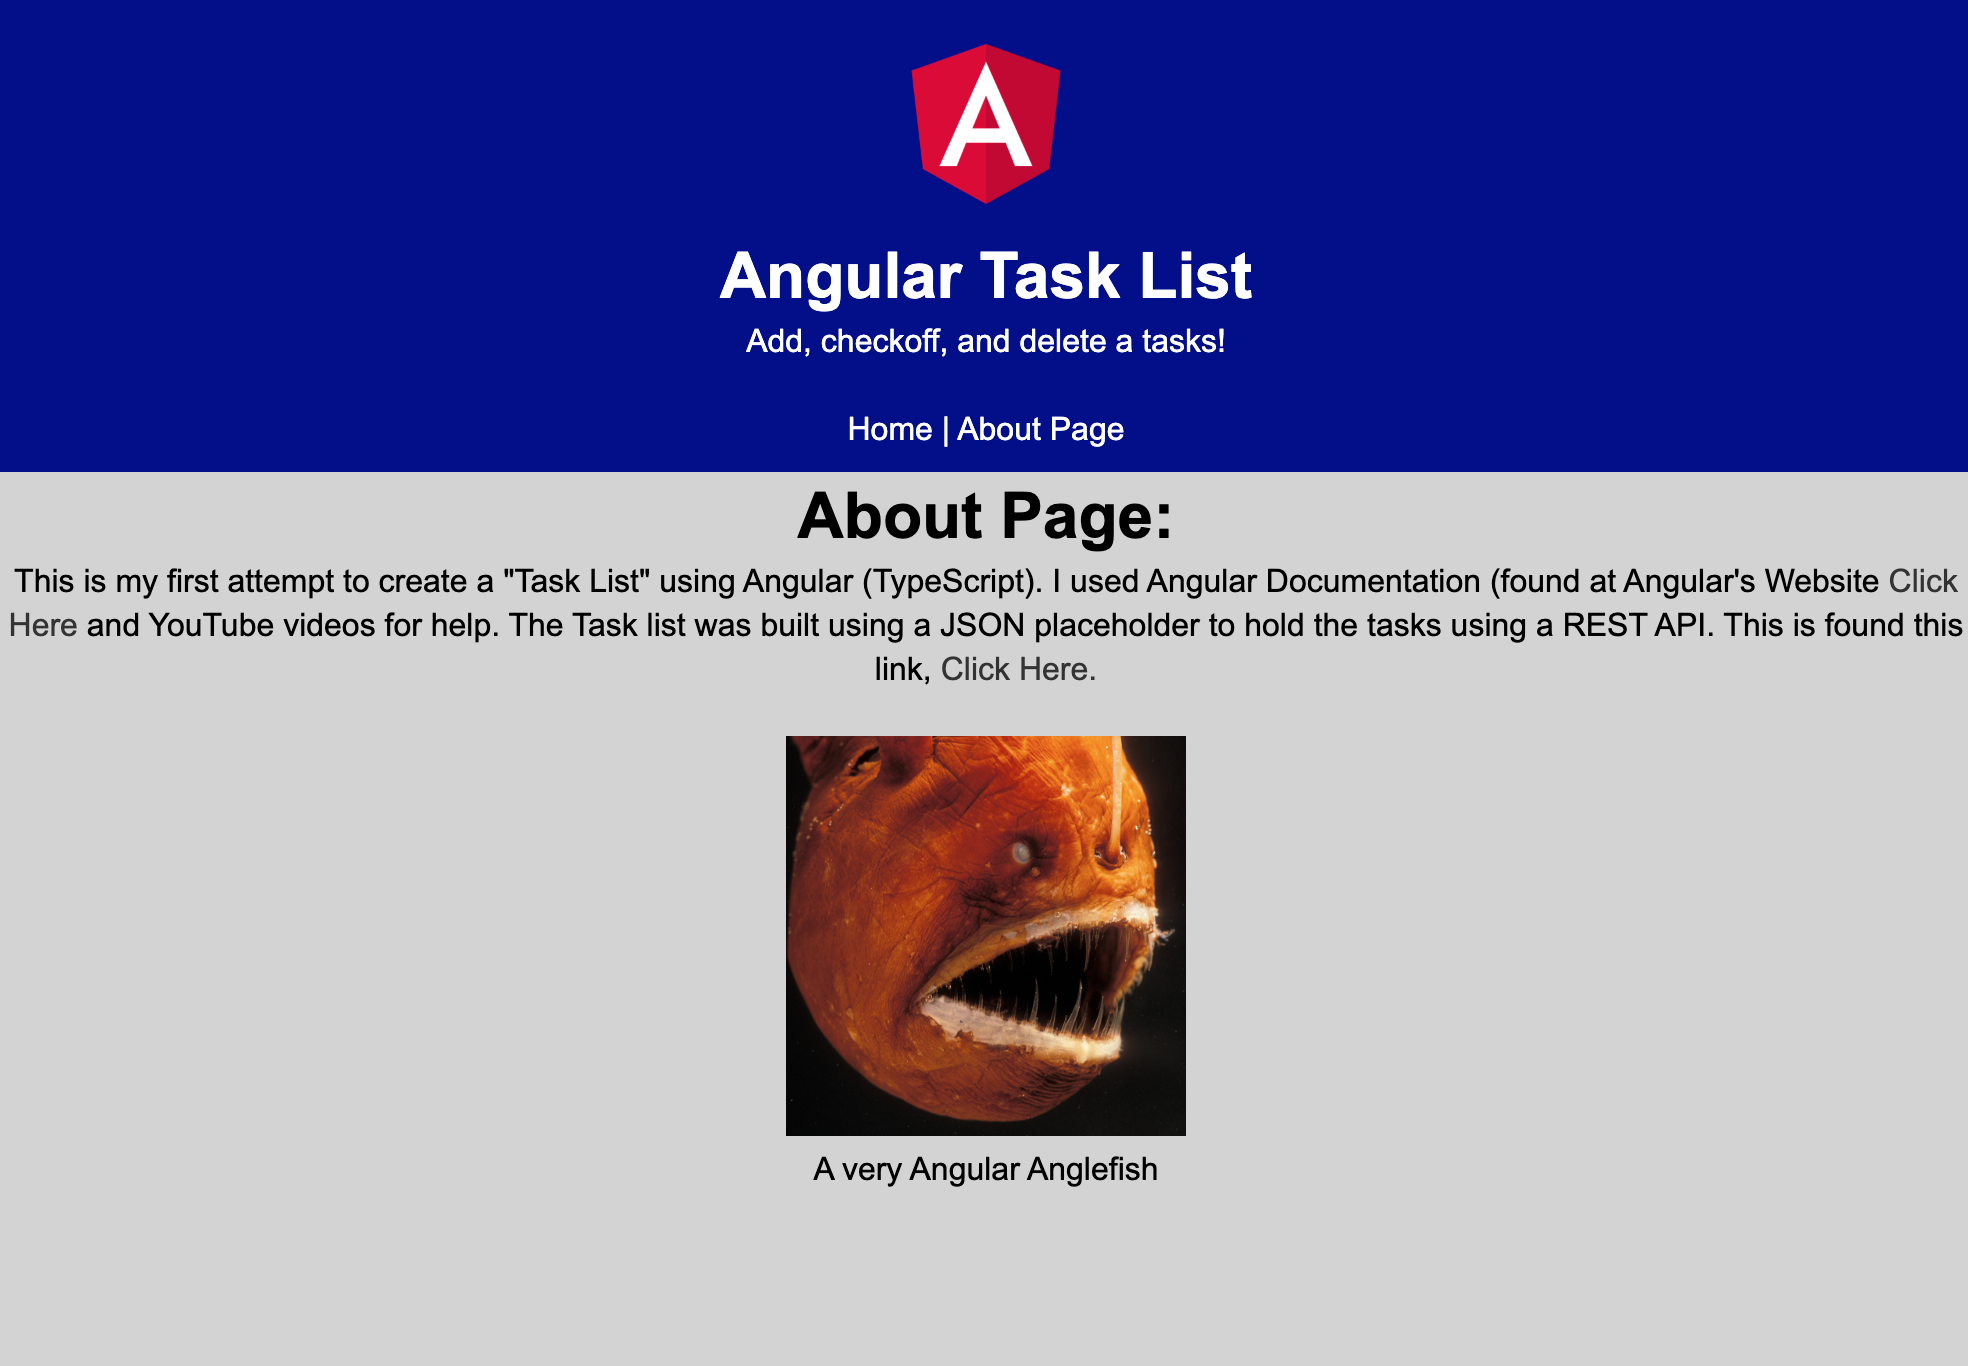 A
Angular Task List
Add, checkoff, and delete a tasks!
Home | About Page
About Page:
This is my first attempt to create a "Task List" using Angular (TypeScript). I used Angular Documentation (found at Angular's Website Click
Here and YouTube videos for help. The Task list was built using a JSON placeholder to hold the tasks using a REST API. This is found this
link, Click Here.
A very Angular Anglefish